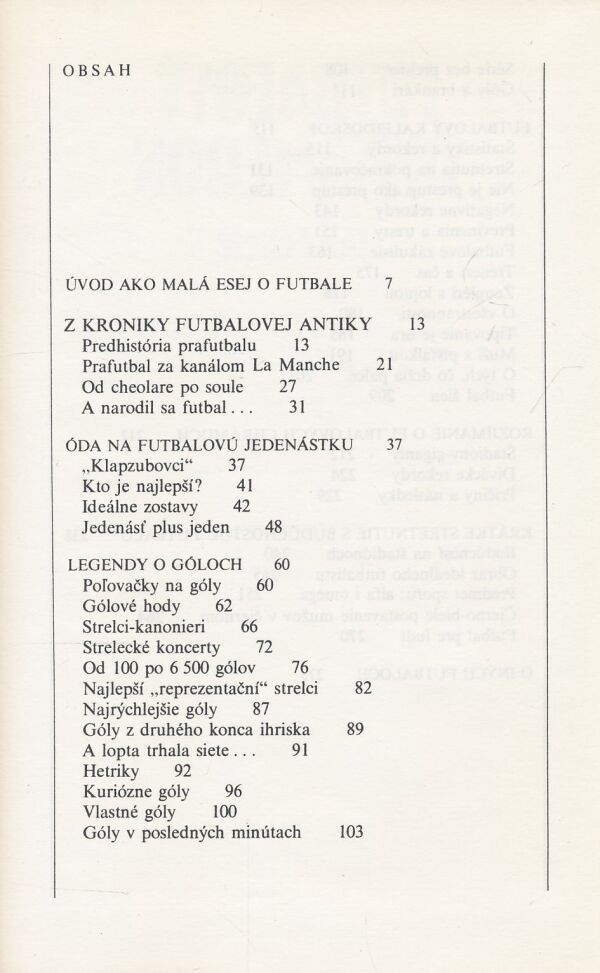 OBSAH
ÚVOD AKO MALÁ ESEJ O FUTBALE 7
Z KRONIKY FUTBALOVEJ ANTIKY 13
Predhistória prafutbalu 13
Prafutbal za kanálom La Manche 21
Od cheolare po soule 27
A narodil sa futbal... 31
ÓDA NA FUTBALOVÚ JEDENÁSTKU 37
„Klapzubovci“ 37
Kto je najlepší? 41
Ideálne zostavy 42
Jedenásť plus jeden 48
LEGENDY O GÓLOCH 60
Poľovačky na góly 60
Gólové hody 62
Strelci-kanonieri 66
Strelecké koncerty 72
Od 100 po 6 500 gólov 76
Najlepší „reprezentační“ strelci 82
Najrýchlejšie góly 87
Góly z druhého konca ihriska 89
A lopta trhala siete... 91
Hetriky 92
Kuriózne góly 96
Vlastné góly 100
Góly v posledných minútach 103